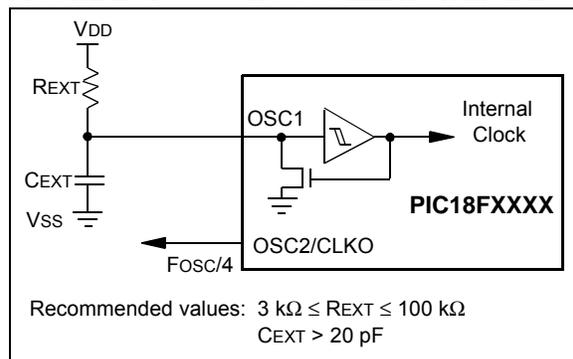 VDD
REXT
OSC1
Internal
Clock
CEXT
PIC18FXXXX
VSS
OSC2/CLKO
FOSC/4
Recommended values: 3 kΩ ≤ REXT ≤ 100 kΩ
CEXT > 20 pF